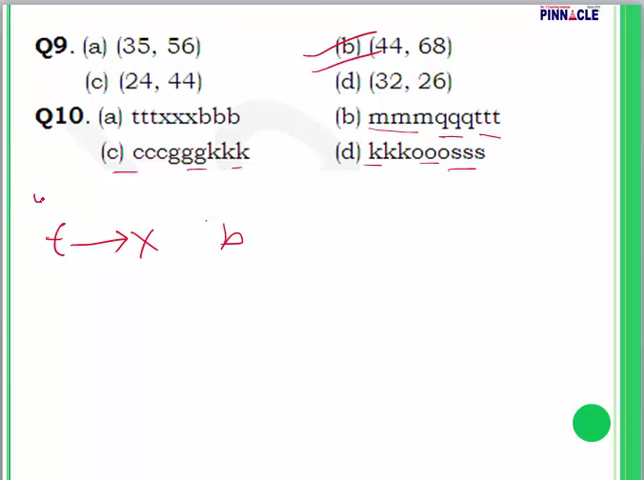 PINNACLE
Q9. (a) (35, 56) (b) (44, 68)
(c) (24, 44) (d) (32, 26)
Q10. (a) tttxxxbbb (b) mmmqqqttt
(c) cccgggkkk (d) kkkooosss
t → x b